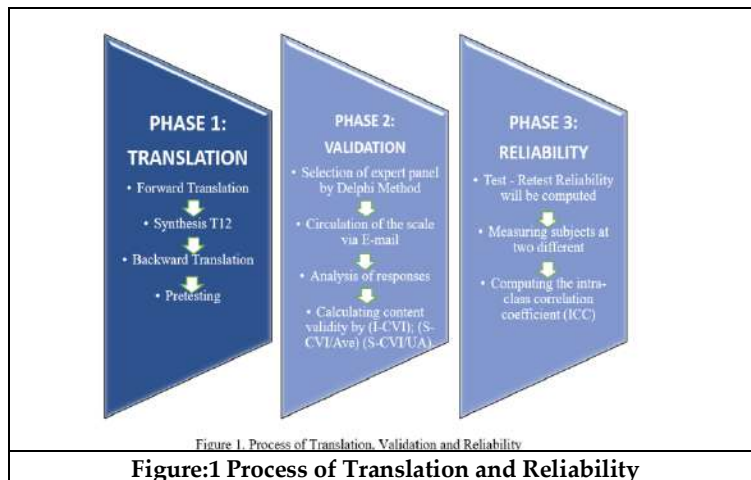 PHASE 1:
TRANSLATION
• Forward Translation
• Synthesis T12
• Backward Translation
• Pretesting
PHASE 2:
VALIDATION
• Selection of expert panel
by Delphi Method
• Circulation of the scale
via E-mail
• Analysis of responses
• Calculating content
validity by (I-CVI); (S-
CVI/Ave) (S-CVI/UA)
PHASE 3:
RELIABILITY
• Test - Retest Reliability
will be computed
• Measuring subjects at
two different
• Computing the intra-
class correlation
coefficient (ICC)
Figure 1. Process of Translation, Validation and Reliability
Figure:1 Process of Translation and Reliability